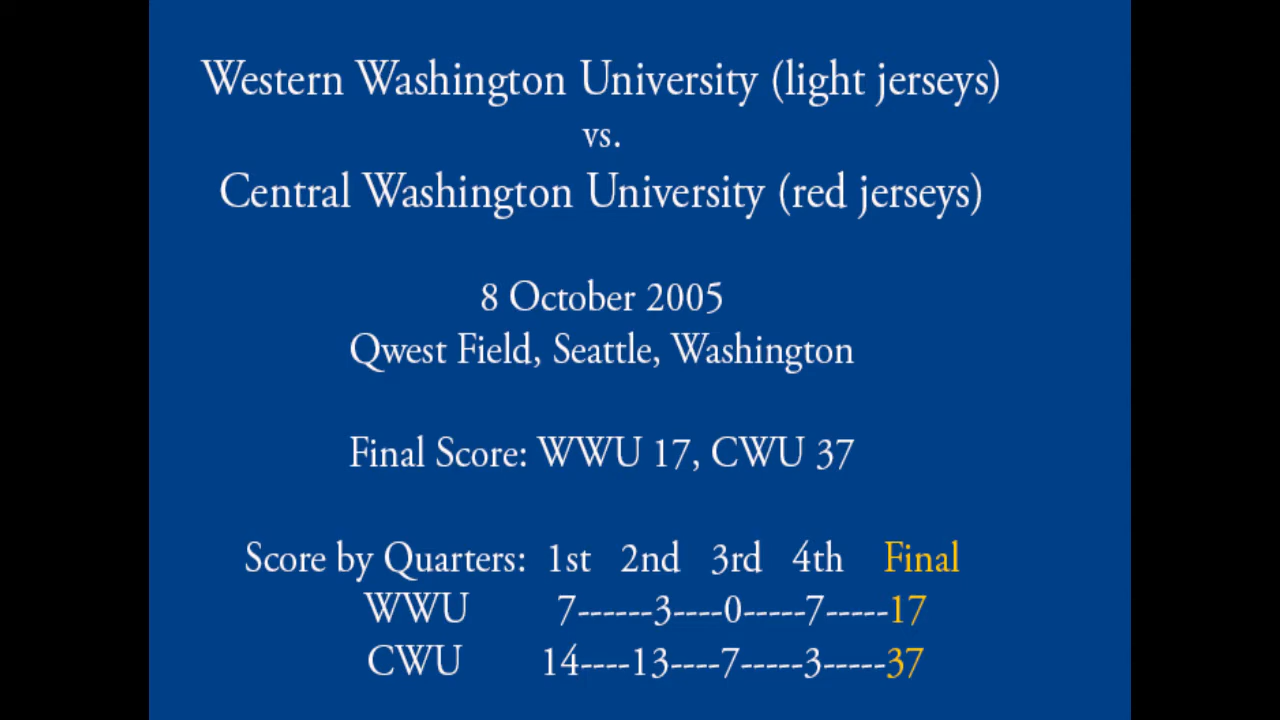 Western Washington University (light jerseys)
vs.
Central Washington University (red jerseys)
8 October 2005
Qwest Field, Seattle, Washington
Final Score: WWU 17, CWU 37
Score by Quarters: 1st 2nd 3rd 4th Final
WWU 7------3----0-----7-----17
CWU 14----13----7-----3-----37